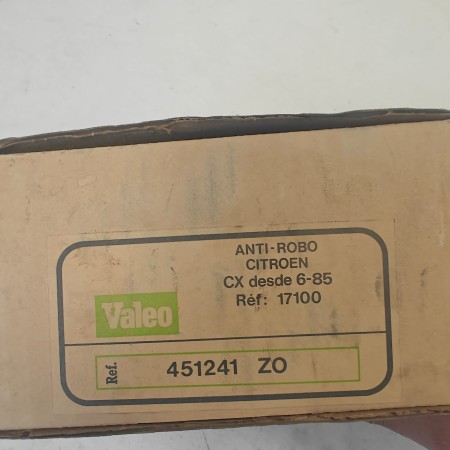 ANTI-ROBO
CITROEN
CX desde 6-85
Réf: 17100
Valeo
Ref. 451241 ZO